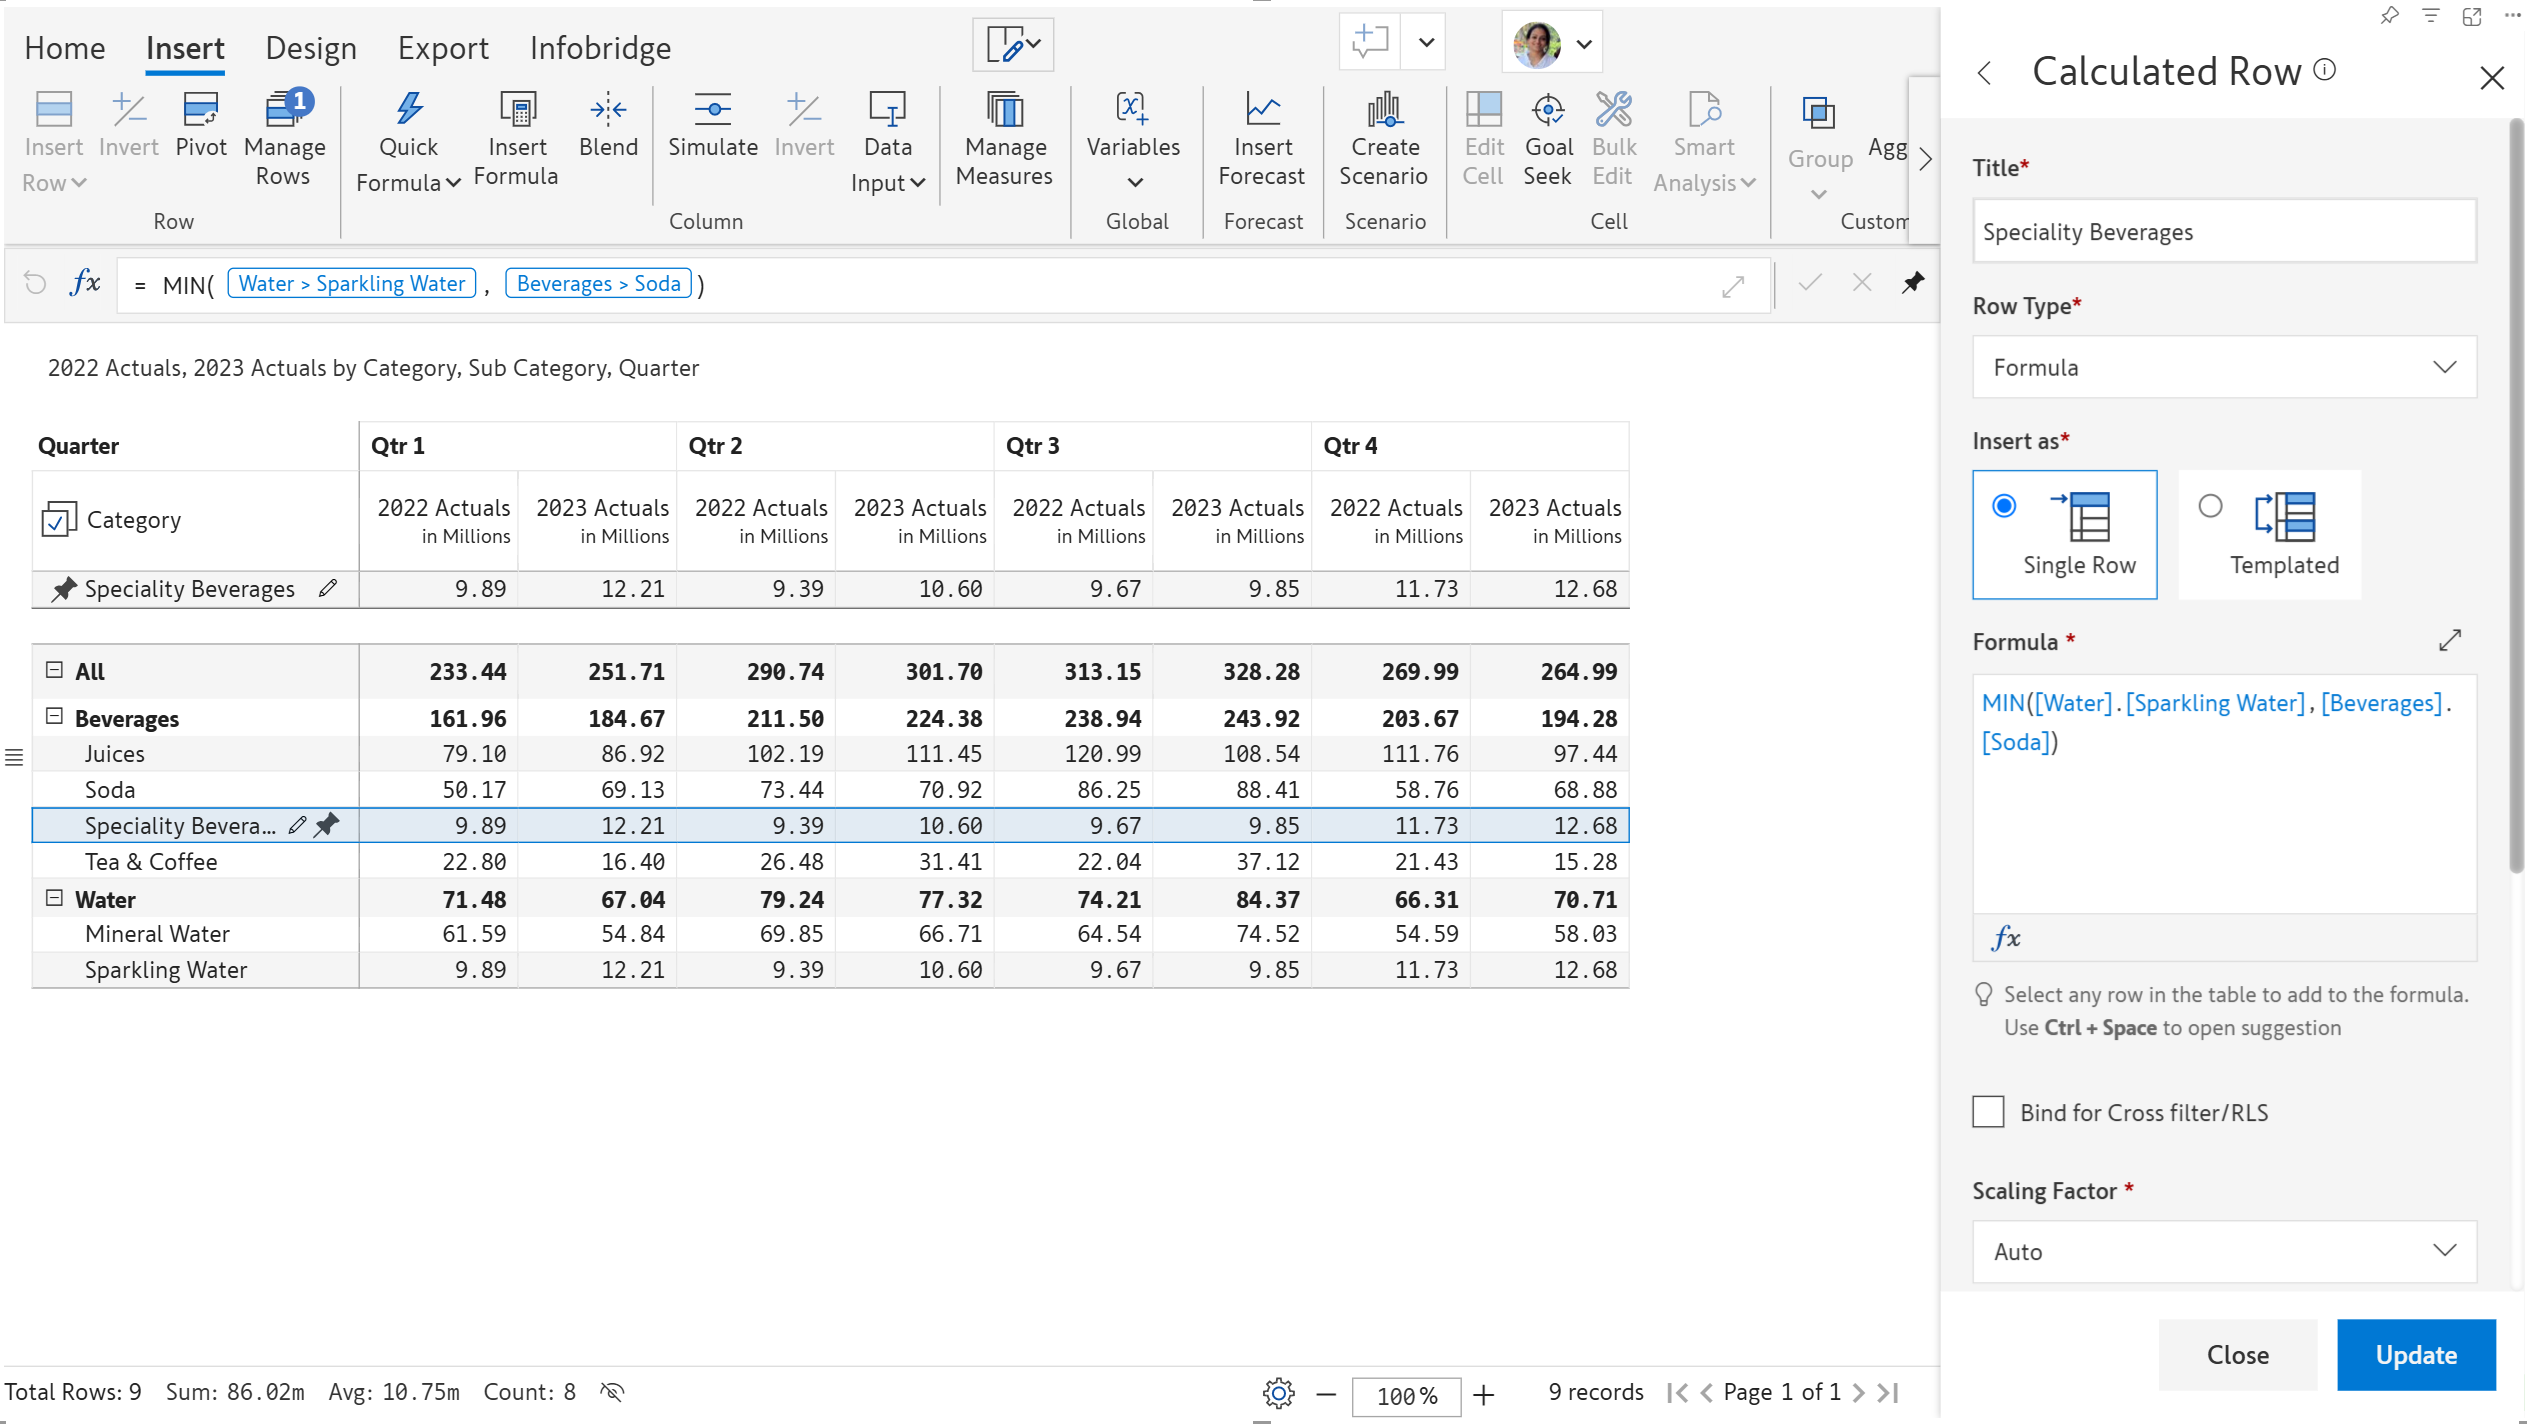 Home Insert Design Export Infobridge
Insert Row Invert Pivot Manage Rows 1 Quick Formula Insert Formula Blend Simulate Invert Data Input Manage Measures Variables Insert Forecast Create Scenario Edit Cell Goal Seek Bulk Edit Smart Analysis Group Agg
Row Column Global Forecast Scenario Cell Custom
fx = MIN( Water > Sparkling Water , Beverages > Soda )
2022 Actuals, 2023 Actuals by Category, Sub Category, Quarter
Quarter Qtr 1 Qtr 2 Qtr 3 Qtr 4
Category 2022 Actuals 2023 Actuals 2022 Actuals 2023 Actuals 2022 Actuals 2023 Actuals 2022 Actuals 2023 Actuals
in Millions in Millions in Millions in Millions in Millions in Millions in Millions in Millions
Speciality Beverages 9.89 12.21 9.39 10.60 9.67 9.85 11.73 12.68
All 233.44 251.71 290.74 301.70 313.15 328.28 269.99 264.99
Beverages 161.96 184.67 211.50 224.38 238.94 243.92 203.67 194.28
Juices 79.10 86.92 102.19 111.45 120.99 108.54 111.76 97.44
Soda 50.17 69.13 73.44 70.92 86.25 88.41 58.76 68.88
Speciality Bevera... 9.89 12.21 9.39 10.60 9.67 9.85 11.73 12.68
Tea & Coffee 22.80 16.40 26.48 31.41 22.04 37.12 21.43 15.28
Water 71.48 67.04 79.24 77.32 74.21 84.37 66.31 70.71
Mineral Water 61.59 54.84 69.85 66.71 64.54 74.52 54.59 58.03
Sparkling Water 9.89 12.21 9.39 10.60 9.67 9.85 11.73 12.68
Total Rows: 9 Sum: 86.02m Avg: 10.75m Count: 8 100% 9 records Page 1 of 1
Calculated Row
Title*
Speciality Beverages
Row Type*
Formula
Insert as*
Single Row Templated
Formula *
MIN([Water].[Sparkling Water],[Beverages].
[Soda])
fx
Select any row in the table to add to the formula.
Use Ctrl + Space to open suggestion
Bind for Cross filter/RLS
Scaling Factor *
Auto
Close Update